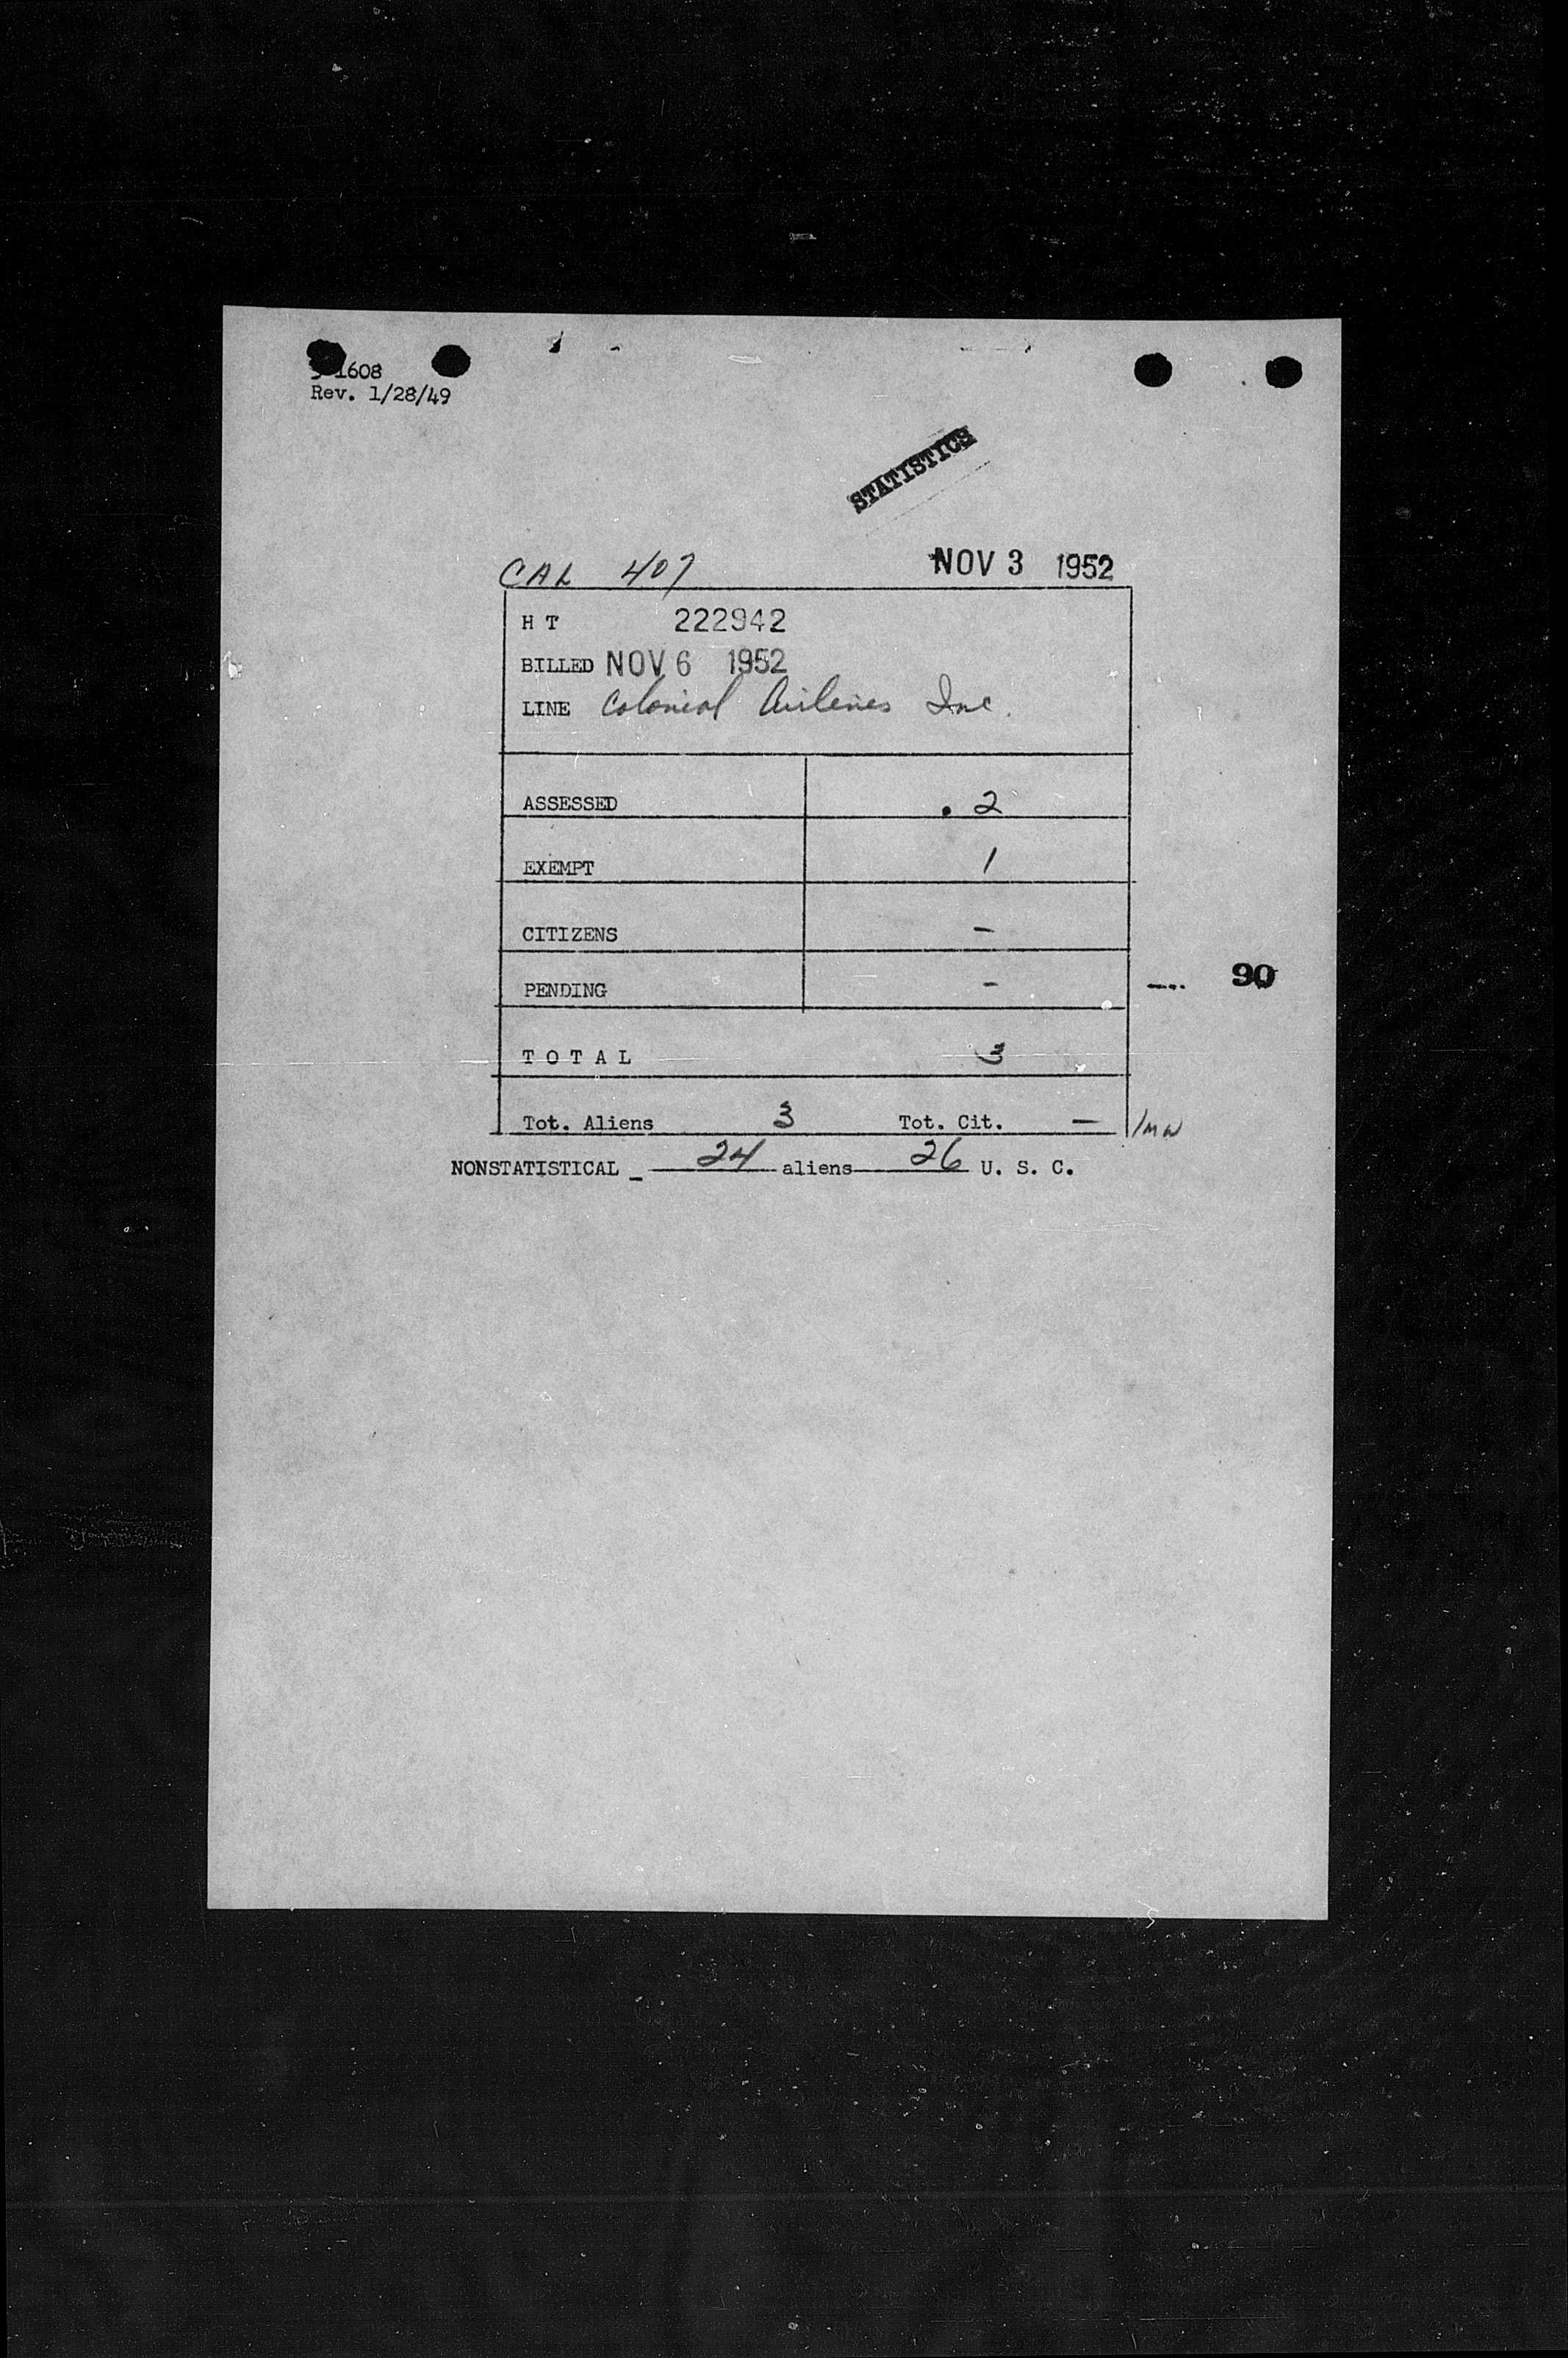 1608
Rev. 1/28/49
STATISTICS
CAL 407 NOV 3 1952
H T 222942
BILLED NOV 6 1952
LINE Colonial Airlines Inc.
ASSESSED . 2
EXEMPT 1
CITIZENS -
PENDING - 90
T O T A L 3
Tot. Aliens 3 Tot. Cit. —
NONSTATISTICAL - 24 aliens 26 U. S. C.